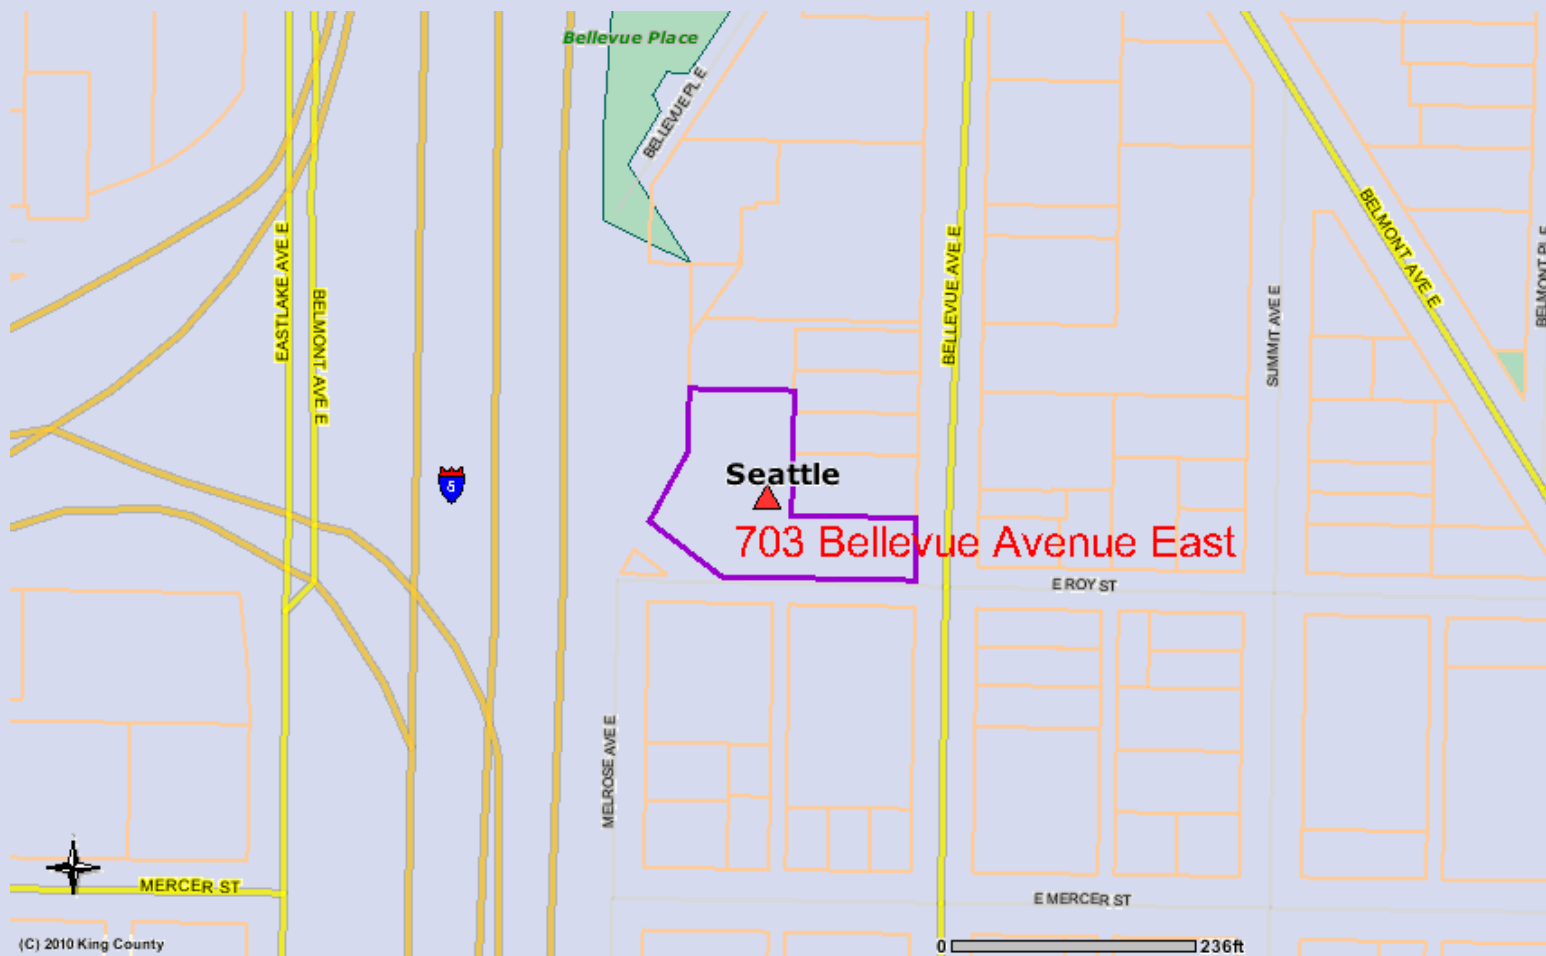 Bellevue Place
BELLEVUE PL E
EASTLAKE AVE E
BELMONT AVE E
BELLEVUE AVE E
BELMONT AVE E
SUMMIT AVE E
BELMONT PL E
5
Seattle
703 Bellevue Avenue East
E ROY ST
MELROSE AVE E
MERCER ST
E MERCER ST
(C) 2010 King County
0 236ft